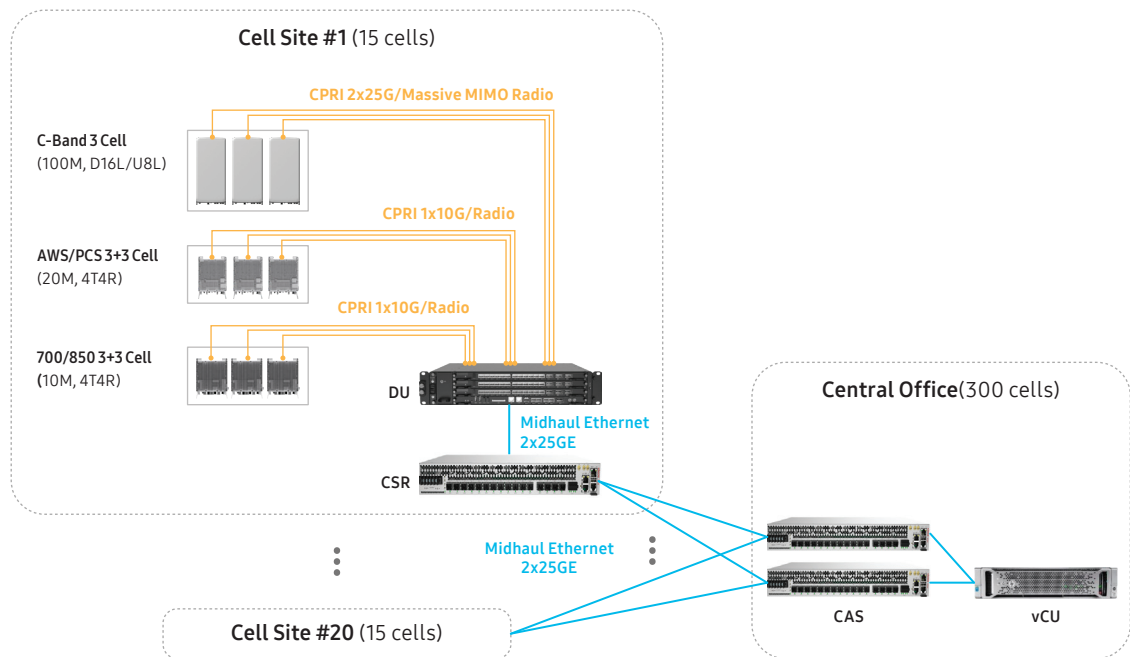 Cell Site #1 (15 cells)
CPRI 2x25G/Massive MIMO Radio
C-Band 3 Cell
(100M, D16L/U8L)
CPRI 1x10G/Radio
AWS/PCS 3+3 Cell
(20M, 4T4R)
CPRI 1x10G/Radio
700/850 3+3 Cell
(10M, 4T4R)
DU
Midhaul Ethernet
2x25GE
CSR
Midhaul Ethernet
2x25GE
Cell Site #20 (15 cells)
Central Office(300 cells)
CAS
vCU